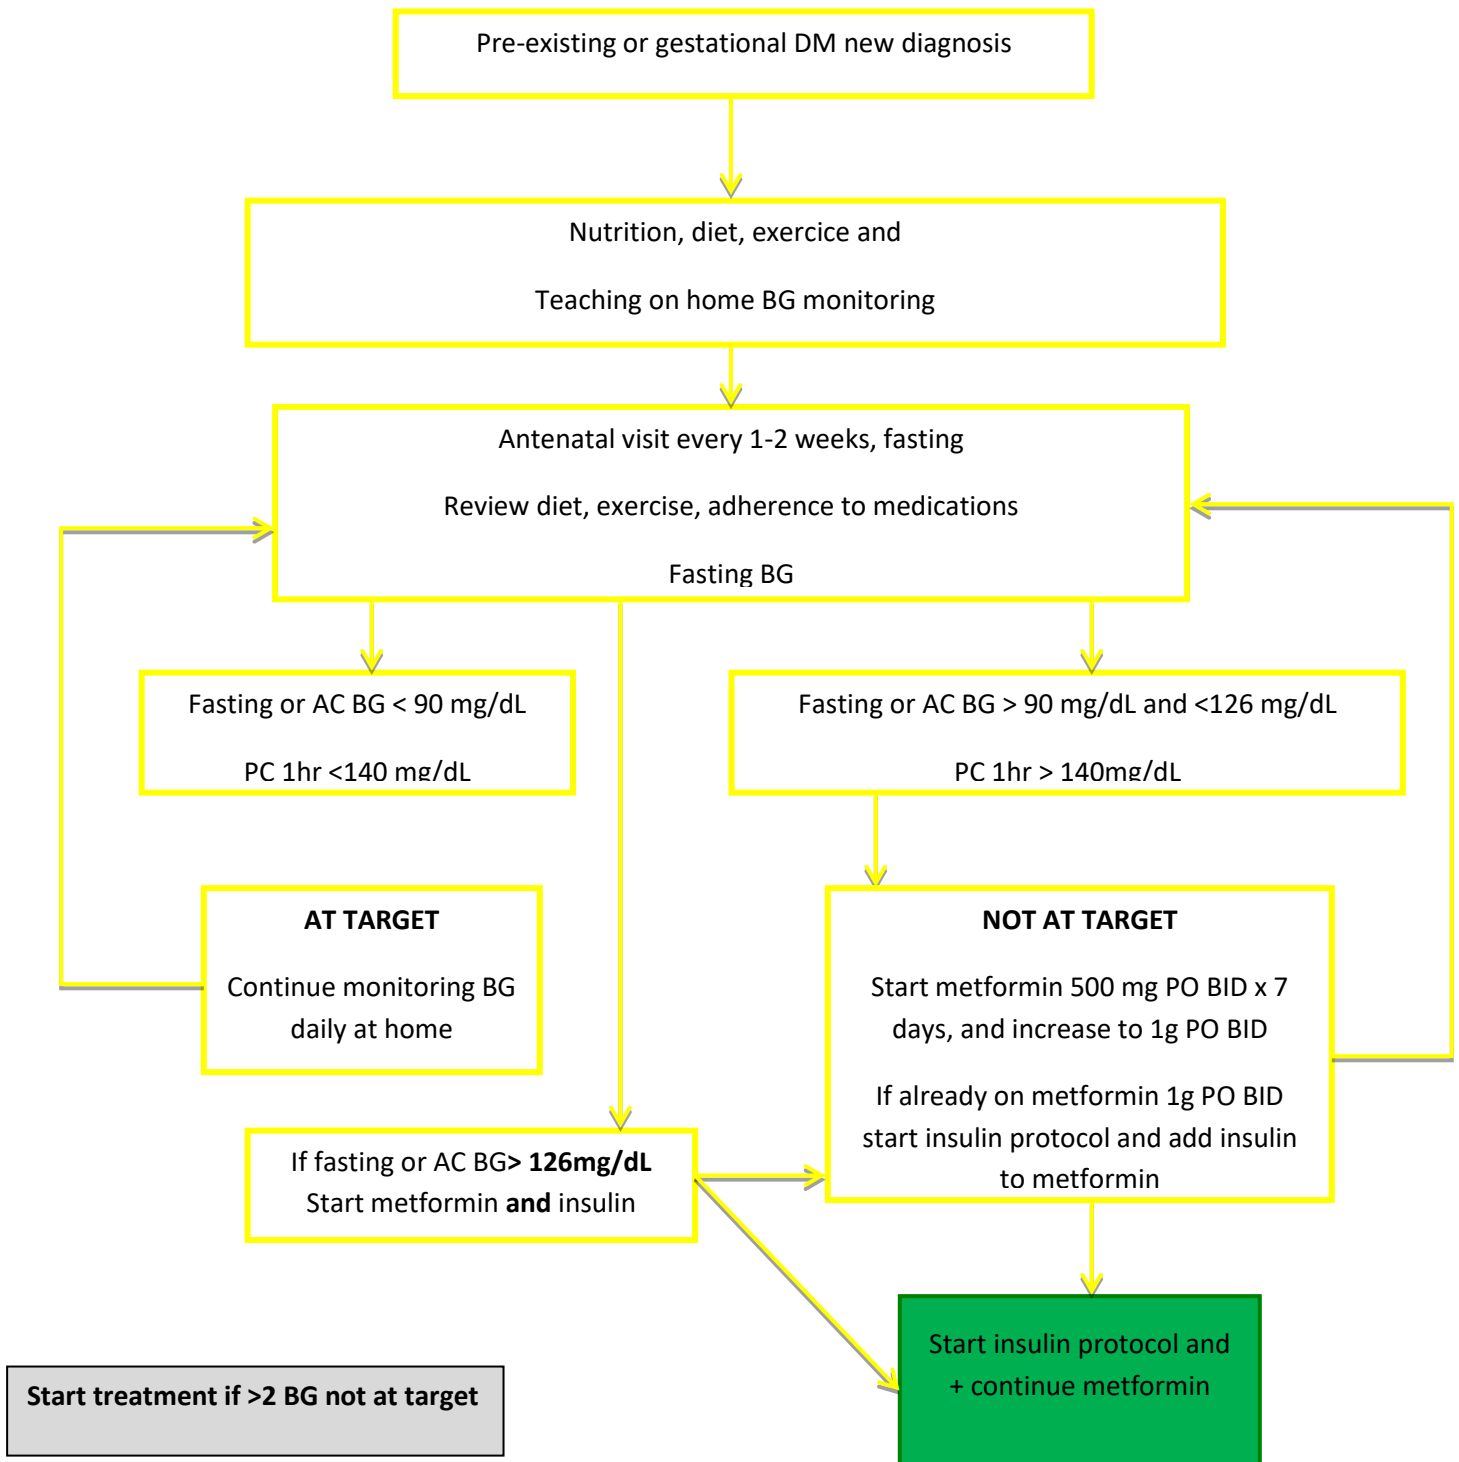 Pre-existing or gestational DM new diagnosis
Nutrition, diet, exercice and
Teaching on home BG monitoring
Antenatal visit every 1-2 weeks, fasting
Review diet, exercise, adherence to medications
Fasting BG
Fasting or AC BG < 90 mg/dL
PC 1hr <140 mg/dL
Fasting or AC BG > 90 mg/dL and <126 mg/dL
PC 1hr > 140mg/dL
AT TARGET
Continue monitoring BG
daily at home
NOT AT TARGET
Start metformin 500 mg PO BID x 7
days, and increase to 1g PO BID
If already on metformin 1g PO BID
start insulin protocol and add insulin
to metformin
If fasting or AC BG> 126mg/dL
Start metformin and insulin
Start insulin protocol and
+ continue metformin
Start treatment if >2 BG not at target